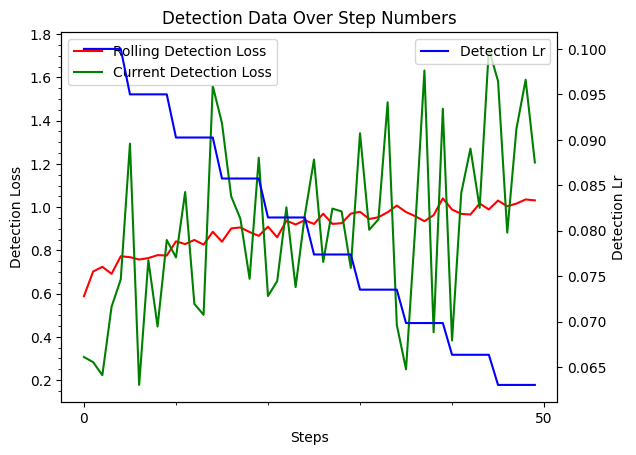 Detection Data Over Step Numbers
Rolling Detection Loss
Current Detection Loss
Detection Lr
1.8
1.6
1.4
1.2
1.0
0.8
0.6
0.4
0.2
Detection Loss
0.100
0.095
0.090
0.085
0.080
0.075
0.070
0.065
Detection Lr
0
50
Steps